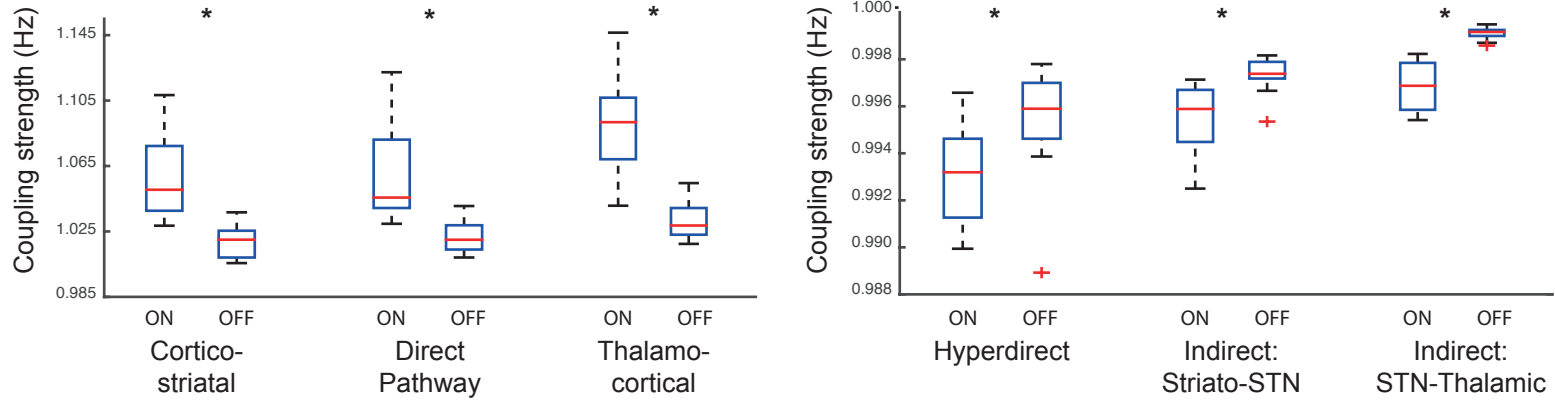 Coupling strength (Hz)
1.145
1.105
1.065
1.025
0.985
*
*
*
ON
OFF
ON
OFF
ON
OFF
Cortico-
striatal
Direct
Pathway
Thalamo-
cortical
Coupling strength (Hz)
1.000
0.998
0.996
0.994
0.992
0.990
0.988
*
*
*
ON
OFF
ON
OFF
ON
OFF
Hyperdirect
Indirect:
Striato-STN
Indirect:
STN-Thalamic